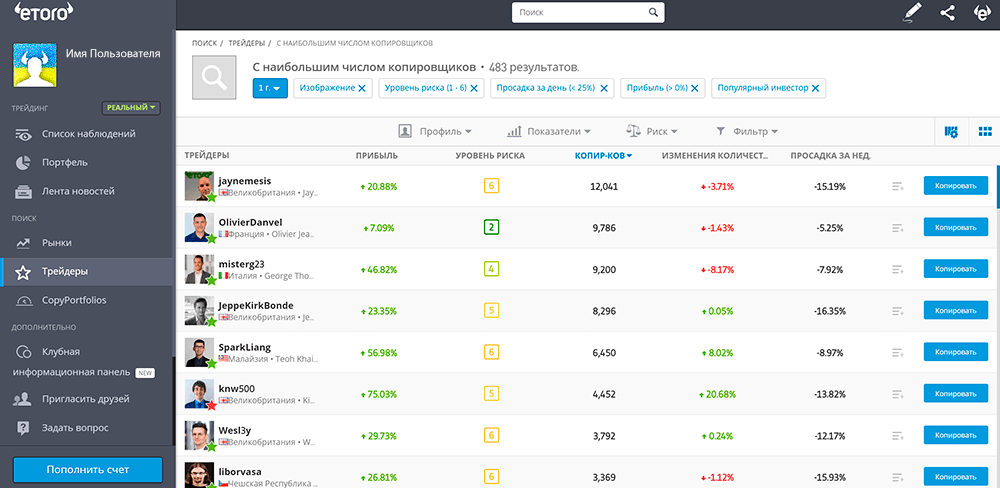 eToro
Поиск
Имя Пользователя
ТРЕЙДИНГ РЕАЛЬНЫЙ
Список наблюдений
Портфель
Лента новостей
ПОИСК
Рынки
Трейдеры
CopyPortfolios
ДОПОЛНИТЕЛЬНО
Клубная
информационная панель NEW
Пригласить друзей
Задать вопрос
Пополнить счет
ПОИСК / ТРЕЙДЕРЫ / С НАИБОЛЬШИМ ЧИСЛОМ КОПИРОВЩИКОВ
С наибольшим числом копировщиков • 483 результатов.
1 г. Изображение Уровень риска (1 - 6) Просадка за день (< 25%) Прибыль (> 0%) Популярный инвестор
Профиль Показатели Риск Фильтр
ТРЕЙДЕРЫ ПРИБЫЛЬ УРОВЕНЬ РИСКА КОПИР-КОВ ИЗМЕНЕНИЯ КОЛИЧЕСТ... ПРОСАДКА ЗА НЕД.
jaynemesis
Великобритания • Jay...
20.88% 6 12,041 -3.71% -15.19% Копировать
OlivierDanvel
Франция • Olivier Jea...
7.09% 2 9,786 -1.43% -5.25% Копировать
misterg23
Италия • George Tho...
46.82% 4 9,200 -8.17% -7.92% Копировать
JeppeKirkBonde
Великобритания • Je...
23.35% 5 8,296 0.05% -16.35% Копировать
SparkLiang
Малайзия • Teoh Khai...
56.98% 6 6,450 8.02% -8.97% Копировать
knw500
Великобритания • Ki...
75.03% 5 4,452 20.68% -13.82% Копировать
Wesl3y
Великобритания • W...
29.73% 6 3,792 0.24% -12.17% Копировать
liborvasa
Чешская Республика
26.81% 6 3,369 -1.12% -15.93% Копировать